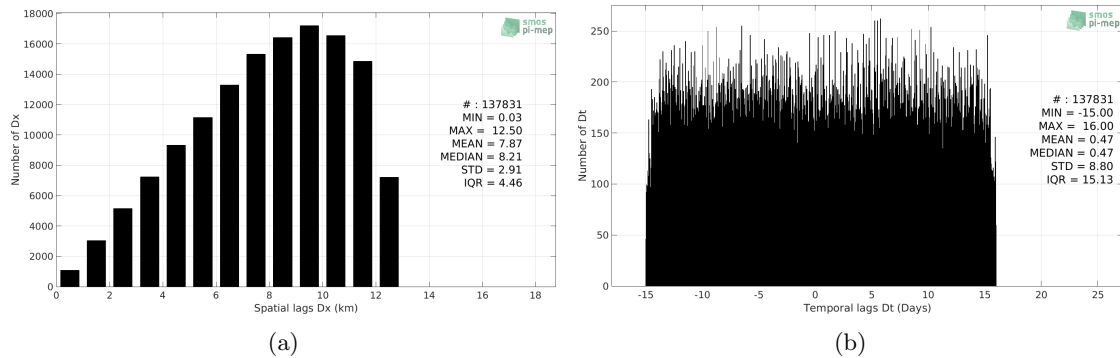 18000
16000
14000
12000
10000
8000
6000
4000
2000
0
Number of Dx
0 2 4 6 8 10 12 14 16 18
Spatial lags Dx (km)
smos
pi-mep
# : 137831
MIN = 0.03
MAX = 12.50
MEAN = 7.87
MEDIAN = 8.21
STD = 2.91
IQR = 4.46
(a)
250
200
150
100
50
0
Number of Dt
-15 -10 -5 0 5 10 15 20 25
Temporal lags Dt (Days)
smos
pi-mep
# : 137831
MIN = -15.00
MAX = 16.00
MEAN = 0.47
MEDIAN = 0.47
STD = 8.80
IQR = 15.13
(b)